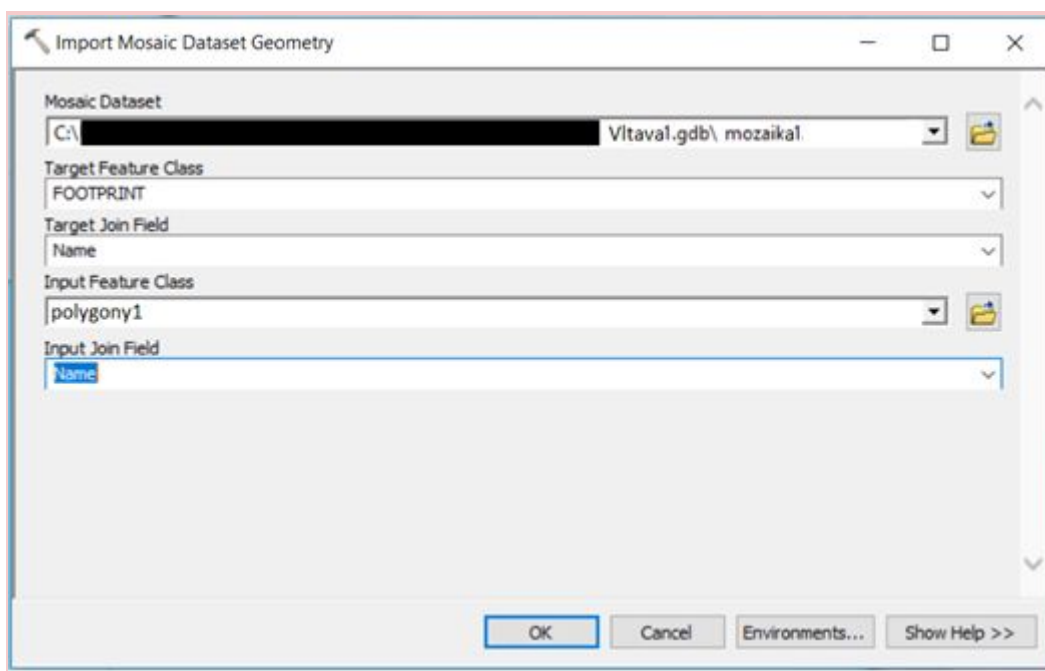 Import Mosaic Dataset Geometry
Mosaic Dataset
C:\ Vltava1.gdb\ mozaika1
Target Feature Class
FOOTPRINT
Target Join Field
Name
Input Feature Class
polygony1
Input Join Field
Name
OK Cancel Environments... Show Help >>